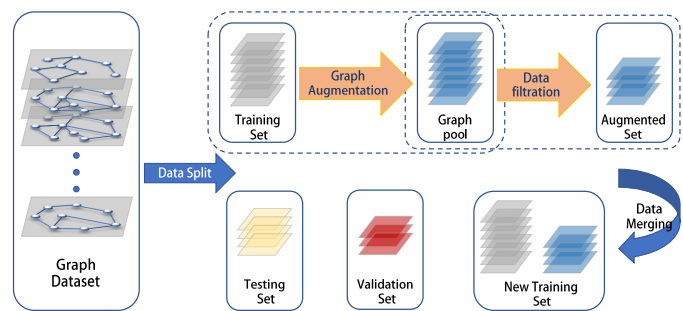 Graph
Dataset
Data Split
Training
Set
Graph
Augmentation
Graph
pool
Data
filtration
Augmented
Set
Testing
Set
Validation
Set
New Training
Set
Data
Merging